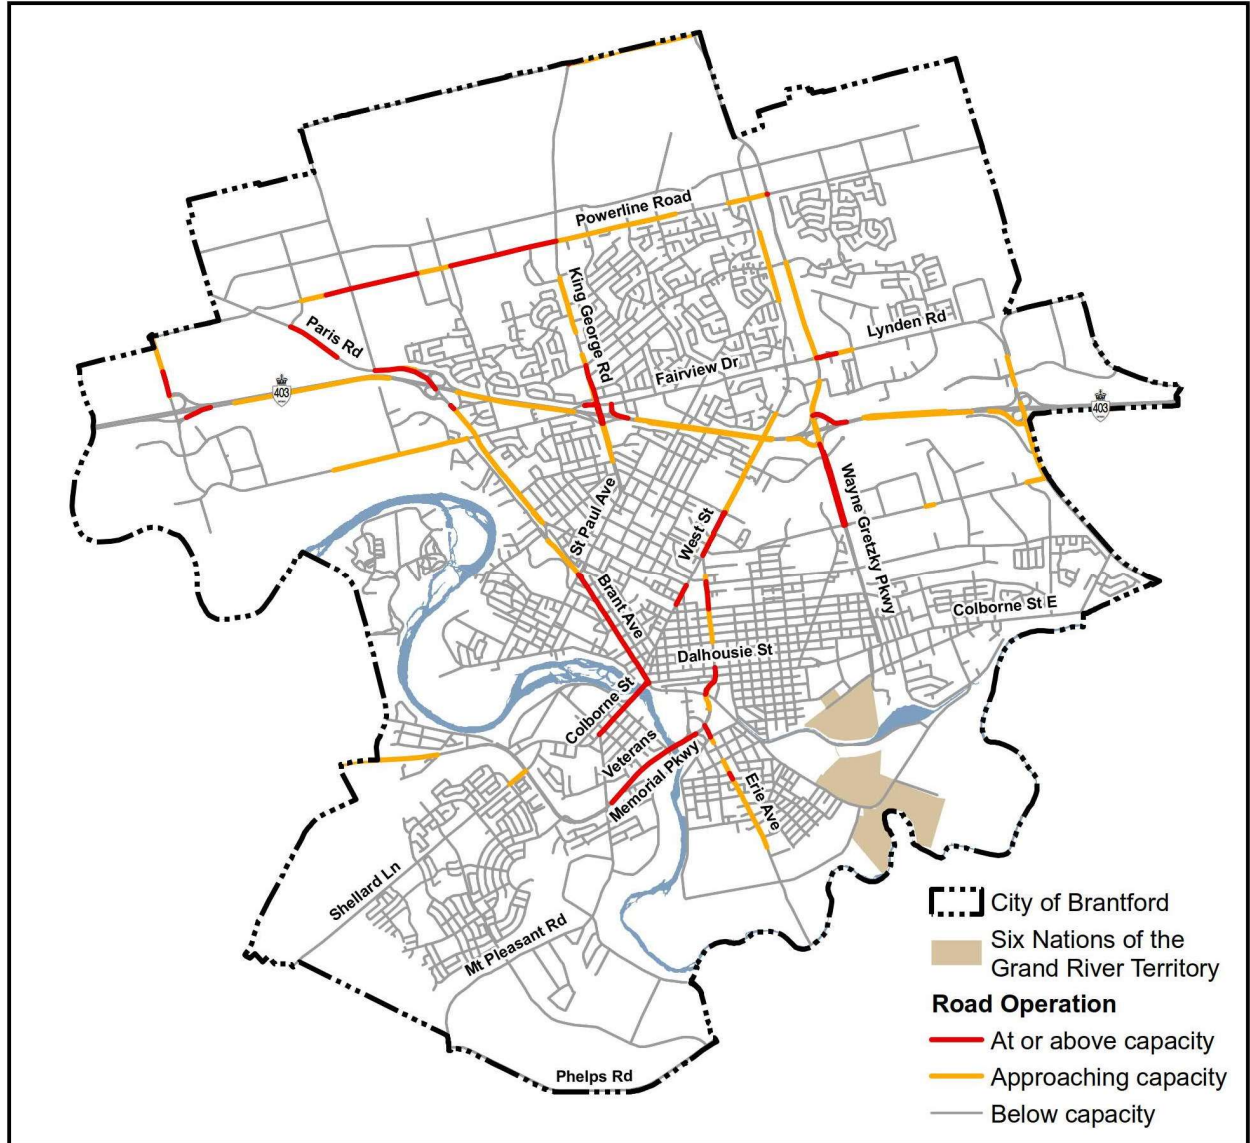 Powerline Road
King George Rd
Paris Rd
Lynden Rd
Fairview Dr
403
403
Wayne Gretzky Pkwy
St Paul Ave
West St
Brant Ave
Colborne St E
Dalhousie St
Colborne St
Veterans
Memorial Pkwy
Erie Ave
Shellard Ln
Mt Pleasant Rd
Phelps Rd
City of Brantford
Six Nations of the
Grand River Territory
Road Operation
At or above capacity
Approaching capacity
Below capacity